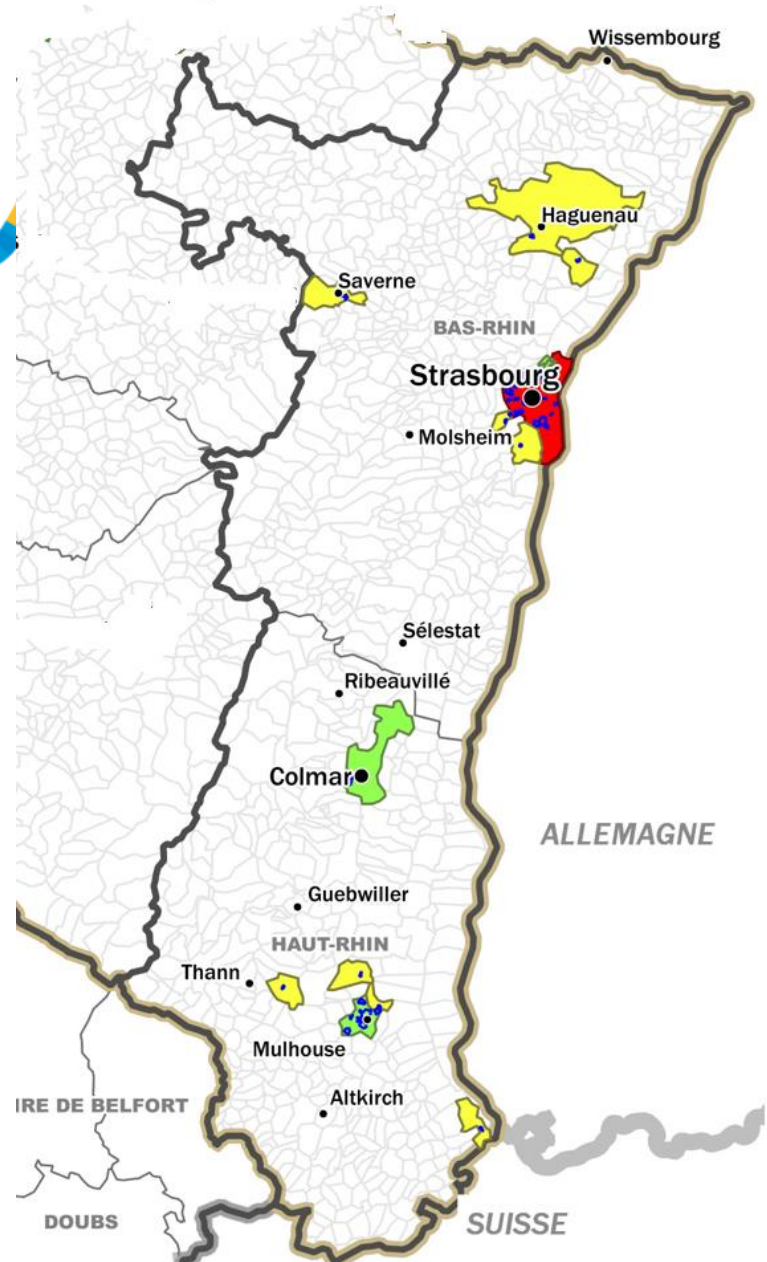 Wissembourg
Haguenau
Saverne
BAS-RHIN
Strasbourg
Molsheim
Sélestat
Ribeauvillé
Colmar
ALLEMAGNE
Guebwiller
HAUT-RHIN
Thann
Mulhouse
Altkirch
IRE DE BELFORT
DOUBS
SUISSE